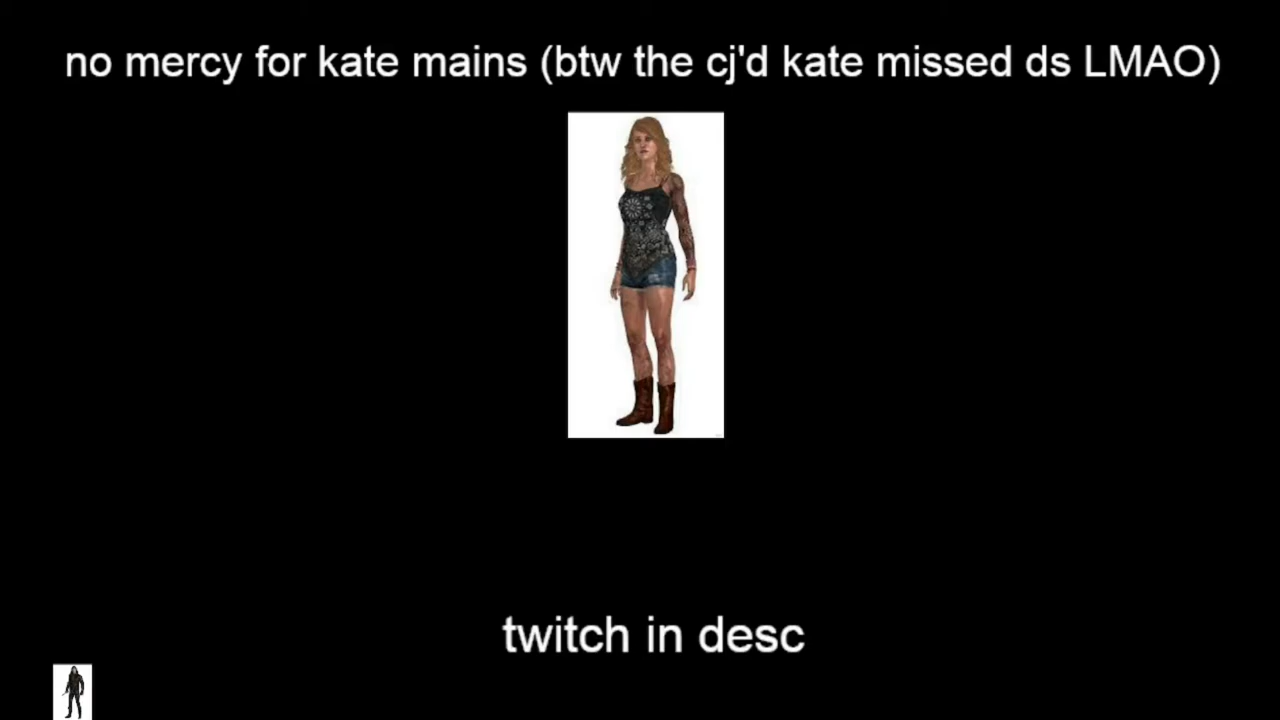 no mercy for kate mains (btw the cj'd kate missed ds LMAO)
twitch in desc